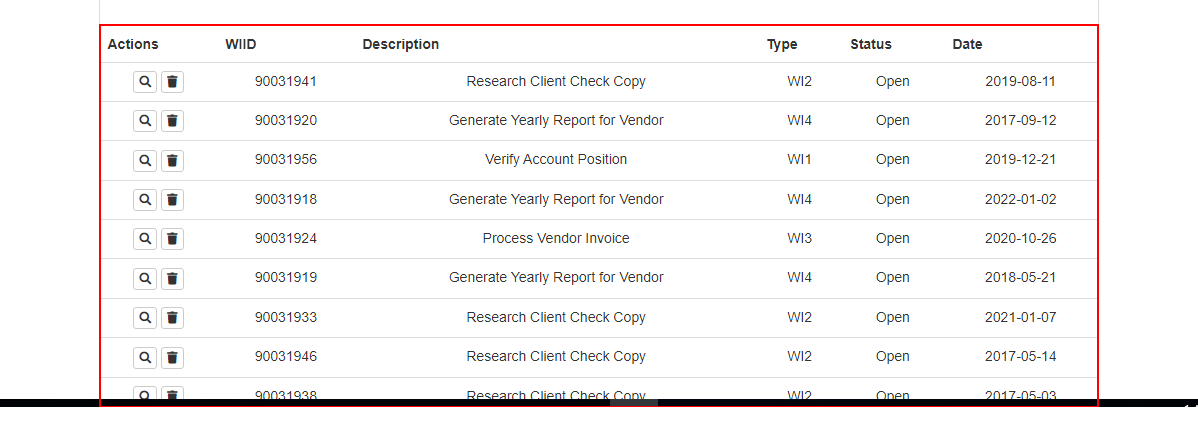 Actions WIID Description Type Status Date
90031941 Research Client Check Copy WI2 Open 2019-08-11
90031920 Generate Yearly Report for Vendor WI4 Open 2017-09-12
90031956 Verify Account Position WI1 Open 2019-12-21
90031918 Generate Yearly Report for Vendor WI4 Open 2022-01-02
90031924 Process Vendor Invoice WI3 Open 2020-10-26
90031919 Generate Yearly Report for Vendor WI4 Open 2018-05-21
90031933 Research Client Check Copy WI2 Open 2021-01-07
90031946 Research Client Check Copy WI2 Open 2017-05-14
90031938 Research Client Check Copy WI2 Open 2017-05-03